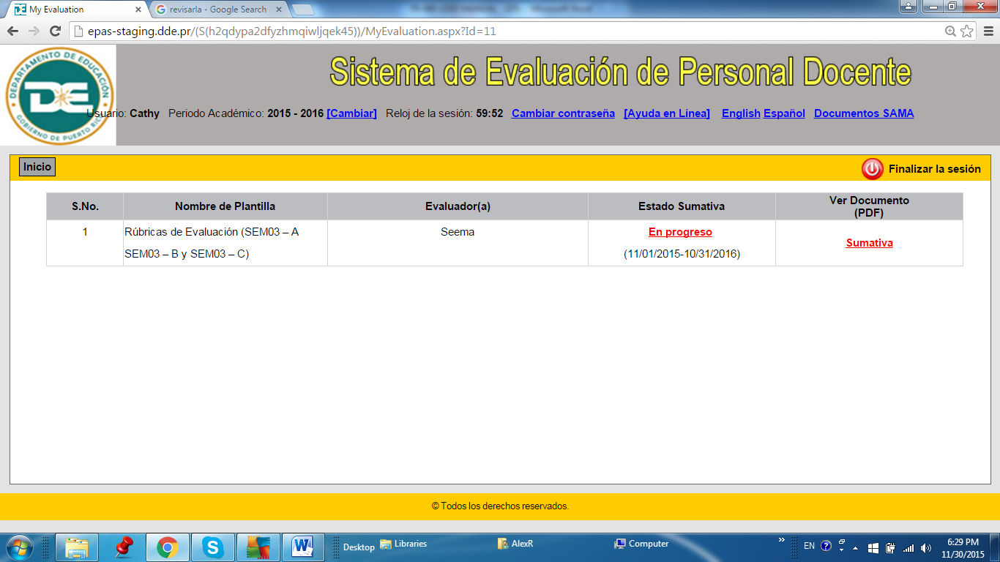 My Evaluation
revisarla - Google Search
epas-staging.dde.pr/(S(h2qdypa2dfyzhmqiwljqek45))/MyEvaluation.aspx?Id=11
DEPARTAMENTO DE EDUCACIÓN
DE
GOBIERNO DE PUERTO RICO
Sistema de Evaluación de Personal Docente
Usuario: Cathy Periodo Académico: 2015 - 2016 [Cambiar] Reloj de la sesión: 59:52 Cambiar contraseña [Ayuda en Línea] English Español Documentos SAMA
Inicio
Finalizar la sesión
S.No. Nombre de Plantilla Evaluador(a) Estado Sumativa Ver Documento
(PDF)
1 Rúbricas de Evaluación (SEM03 – A Seema En progreso
Sumativa
SEM03 – B y SEM03 – C) (11/01/2015-10/31/2016)
© Todos los derechos reservados.
Desktop Libraries AlexR Computer » EN 6:29 PM
11/30/2015